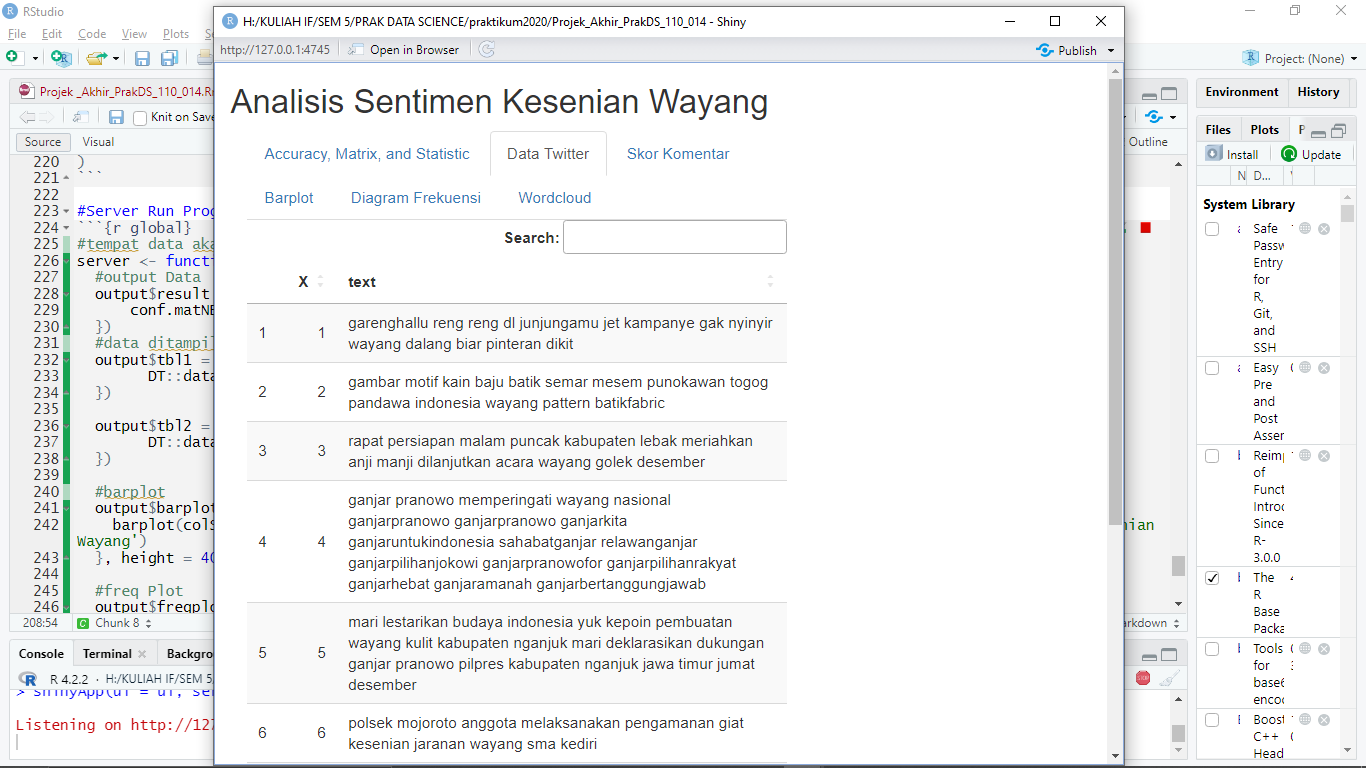 RStudio
File Edit Code View Plots
H:/KULIAH IF/SEM 5/PRAK DATA SCIENCE/praktikum2020/Projek_Akhir_PrakDS_110_014 - Shiny
http://127.0.0.1:4745 Open in Browser Publish
Project: (None)
Projek _Akhir_PrakDS_110_014.R
Knit on Save
Source Visual
Outline
220 )
221 ```
222
223 #Server Run Prog
224 ```{r global}
225 #tempat data aka
226 server <- functi
227 #output Data
228 output$result
229 conf.matNB
230 })
231 #data ditampil
232 output$tbl1 =
233 DT::data
234 })
235
236 output$tbl2 =
237 DT::data
238 })
239
240 #barplot
241 output$barplot
242 barplot(colS
Wayang')
243 }, height = 40
244
245 #freq Plot
246 output$freqplo
208:54 Chunk 8
Console Terminal Backgro
R 4.2.2 · H:/KULIAH IF/SEM 5/
> shinyApp(ui = ui, ser
Listening on http://127
Analisis Sentimen Kesenian Wayang
Accuracy, Matrix, and Statistic Data Twitter Skor Komentar
Barplot Diagram Frekuensi Wordcloud
Search:
X text
1 1 garenghallu reng reng dl junjungamu jet kampanye gak nyinyir
wayang dalang biar pinteran dikit
2 2 gambar motif kain baju batik semar mesem punokawan togog
pandawa indonesia wayang pattern batikfabric
3 3 rapat persiapan malam puncak kabupaten lebak meriahkan
anji manji dilanjutkan acara wayang golek desember
4 4 ganjar pranowo memperingati wayang nasional
ganjarpranowo ganjarpranowo ganjarkita
ganjaruntukindonesia sahabatganjar relawanganjar
ganjarpilihanjokowi ganjarpranowofor ganjarpilihanrakyat
ganjarhebat ganjaramanah ganjarbertanggungjawab
5 5 mari lestarikan budaya indonesia yuk kepoin pembuatan
wayang kulit kabupaten nganjuk mari deklarasikan dukungan
ganjar pranowo pilpres kabupaten nganjuk jawa timur jumat
desember
6 6 polsek mojoroto anggota melaksanakan pengamanan giat
kesenian jaranan wayang sma kediri
nian
arkdown
Environment History
Files Plots P
Install Update
N D...
System Library
Safe
Passw
Entry
for
R,
Git,
and
SSH
Easy
Pre
and
Post
Asser
Reimp
of
Funct
Introd
Since
R-
3.0.0
The
R
Base
Packa
Tools
for
base6
encod
Boost
C++
Head